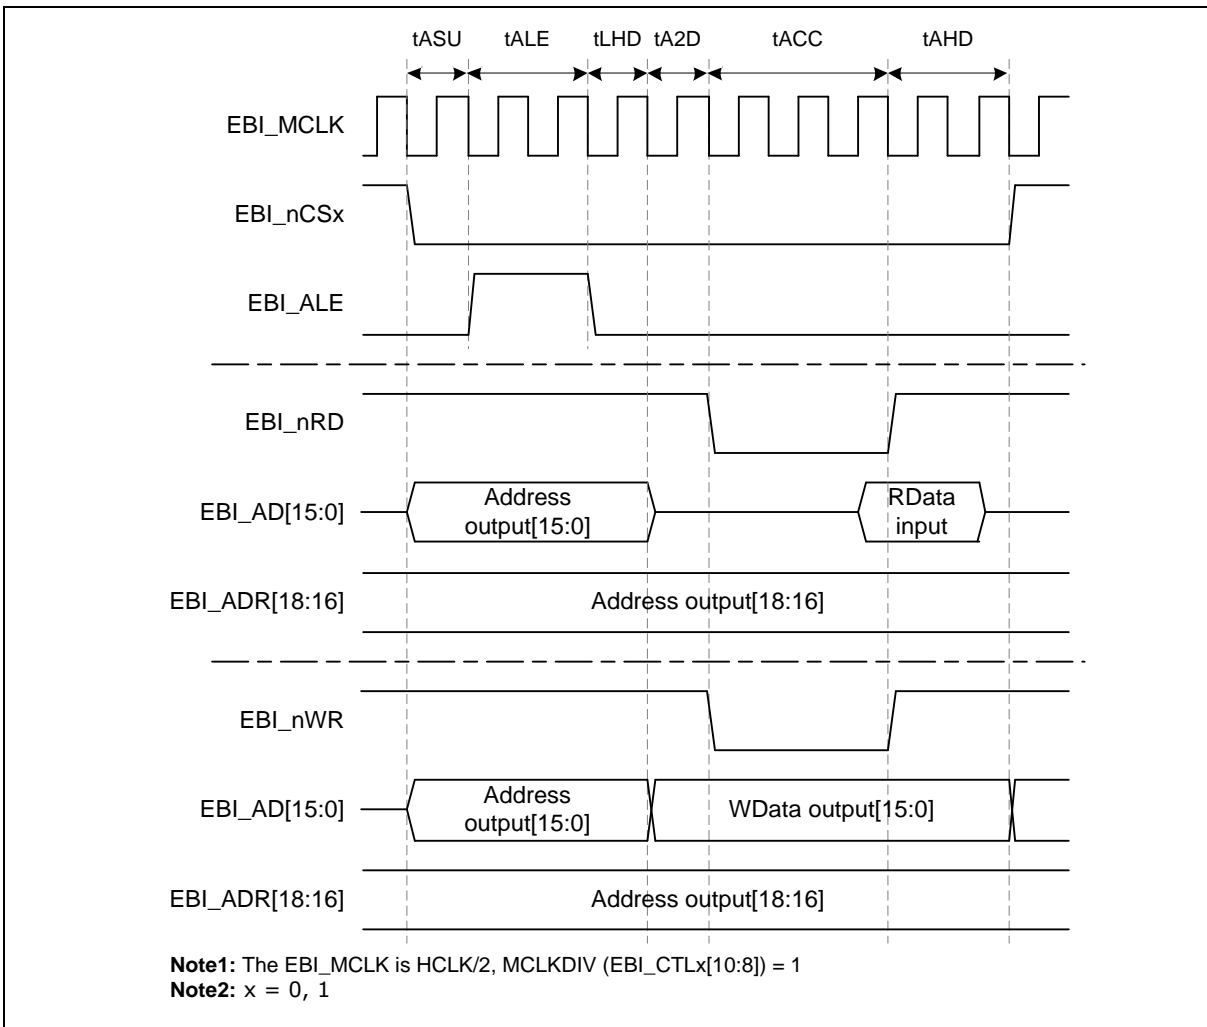 tASU tALE tLHD tA2D tACC tAHD
EBI_MCLK
EBI_nCSx
EBI_ALE
EBI_nRD
EBI_AD[15:0]
Address
output[15:0]
RData
input
EBI_ADR[18:16]
Address output[18:16]
EBI_nWR
EBI_AD[15:0]
Address
output[15:0]
WData output[15:0]
EBI_ADR[18:16]
Address output[18:16]
Note1: The EBI_MCLK is HCLK/2, MCLKDIV (EBI_CTLx[10:8]) = 1
Note2: x = 0, 1